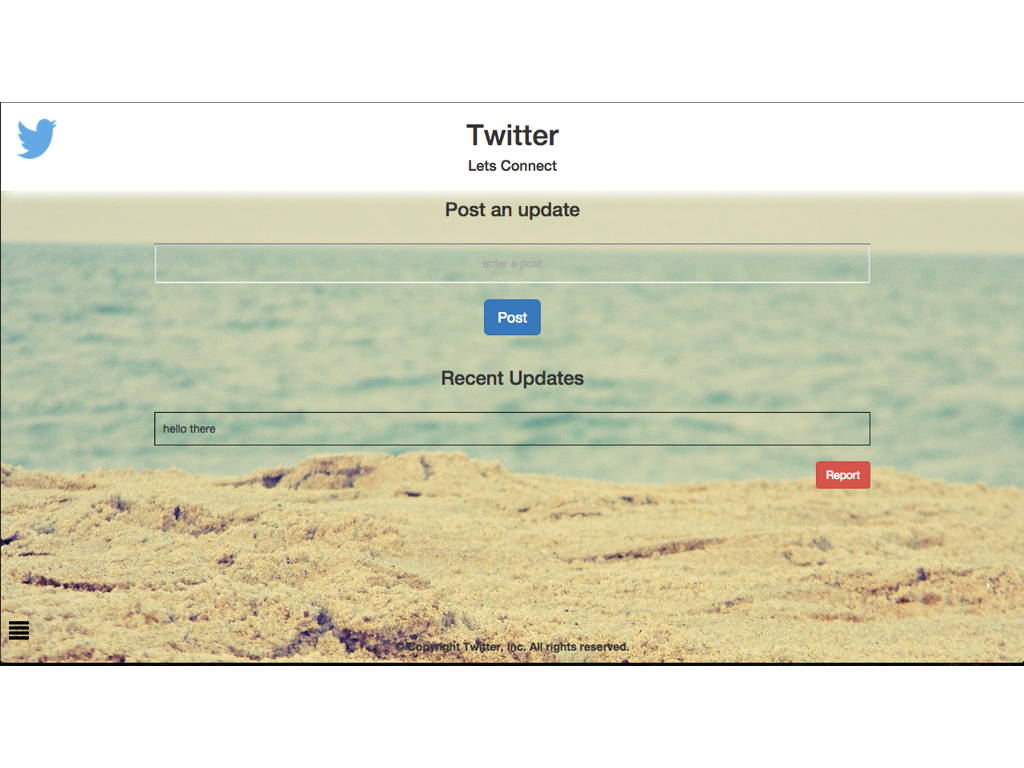 Twitter
Lets Connect
Post an update
enter a post
Post
Recent Updates
hello there
Report
© Copyright Twitter, Inc. All rights reserved.